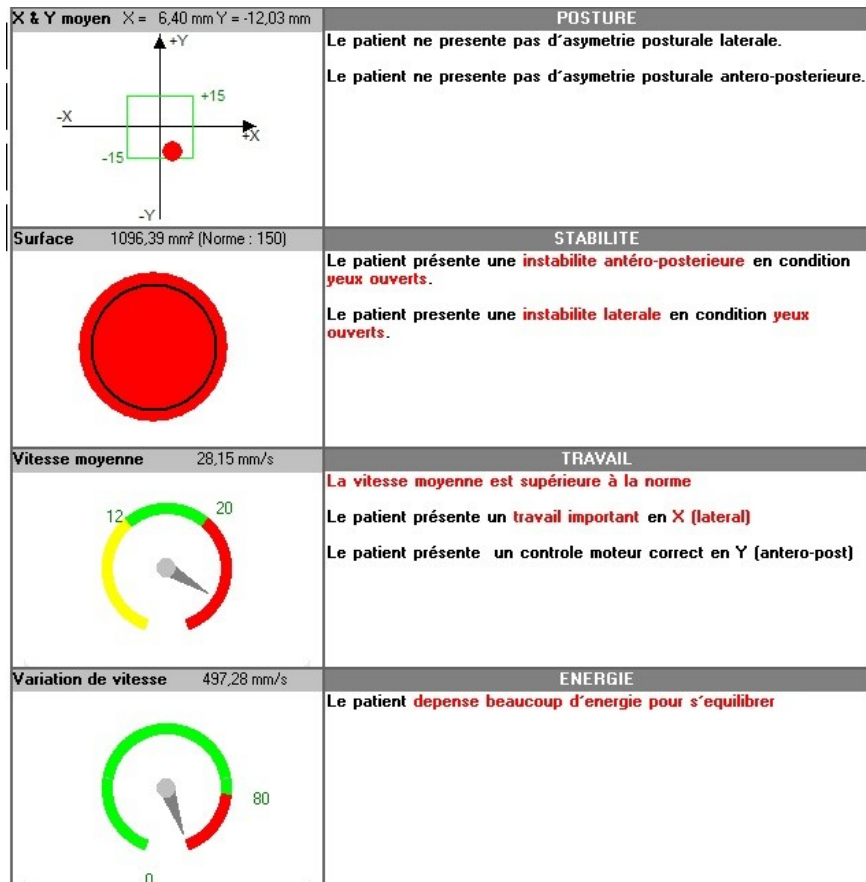 X & Y moyen X = 6,40 mm Y = -12,03 mm
POSTURE
+Y
+15
-X
+X
-15
-Y
Le patient ne presente pas d´asymetrie posturale laterale.
Le patient ne presente pas d´asymetrie posturale antero-posterieure.
Surface 1096,39 mm² (Norme : 150)
STABILITE
Le patient présente une instabilite antéro-posterieure en condition
yeux ouverts.
Le patient presente une instabilite laterale en condition yeux
ouverts.
Vitesse moyenne 28,15 mm/s
TRAVAIL
12
20
La vitesse moyenne est supérieure à la norme
Le patient présente un travail important en X (lateral)
Le patient présente un controle moteur correct en Y (antero-post)
Variation de vitesse 497,28 mm/s
ENERGIE
80
0
Le patient depense beaucoup d´energie pour s´equilibrer